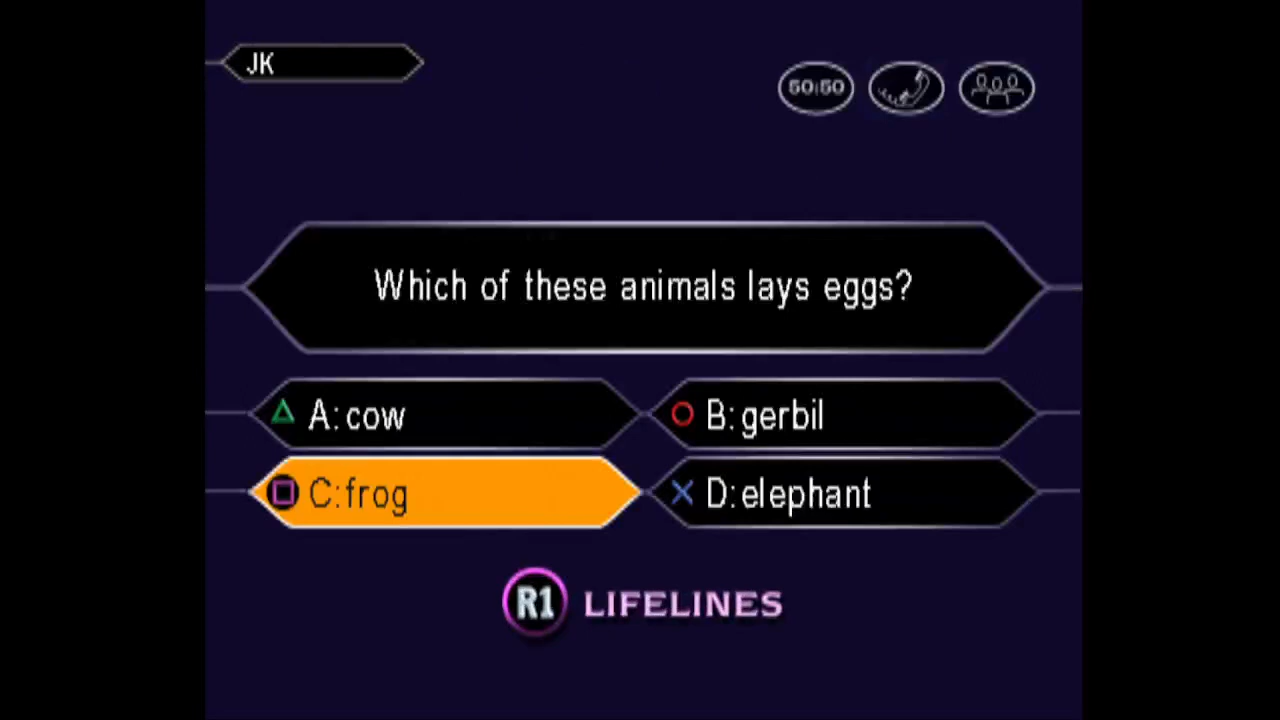 JK
50:50
Which of these animals lays eggs?
A: cow
B: gerbil
C: frog
D: elephant
R1 LIFELINES